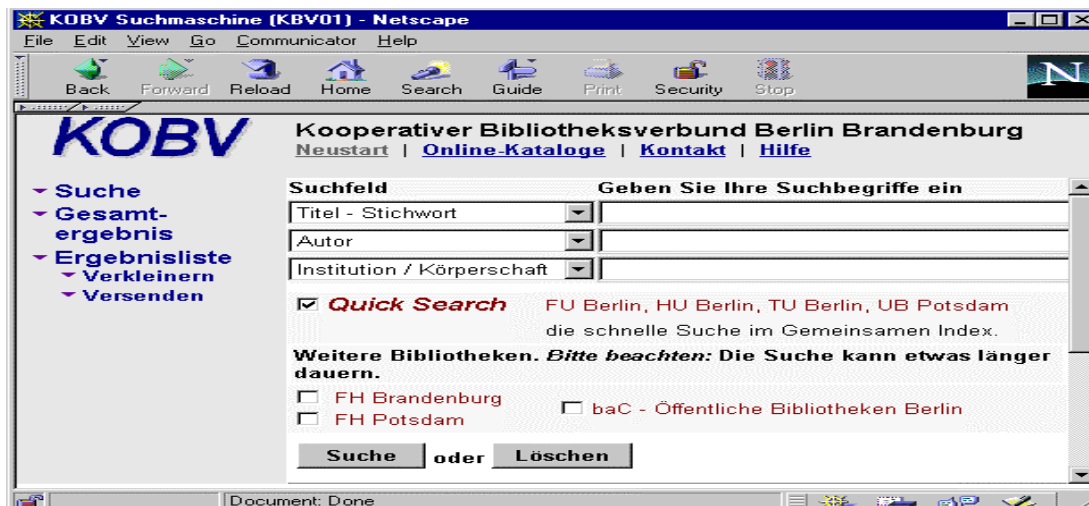 KOBV Suchmaschine (KBV01) - Netscape
File Edit View Go Communicator Help
Back Forward Reload Home Search Guide Print Security Stop
N
KOBV
Kooperativer Bibliotheksverbund Berlin Brandenburg
Neustart | Online-Kataloge | Kontakt | Hilfe
Suche
Gesamt-
ergebnis
Ergebnisliste
Verkleinern
Versenden
Suchfeld Geben Sie Ihre Suchbegriffe ein
Titel - Stichwort
Autor
Institution / Körperschaft
Quick Search FU Berlin, HU Berlin, TU Berlin, UB Potsdam
die schnelle Suche im Gemeinsamen Index.
Weitere Bibliotheken. Bitte beachten: Die Suche kann etwas länger
dauern.
FH Brandenburg
FH Potsdam
baC - Öffentliche Bibliotheken Berlin
Suche oder Löschen
Document: Done